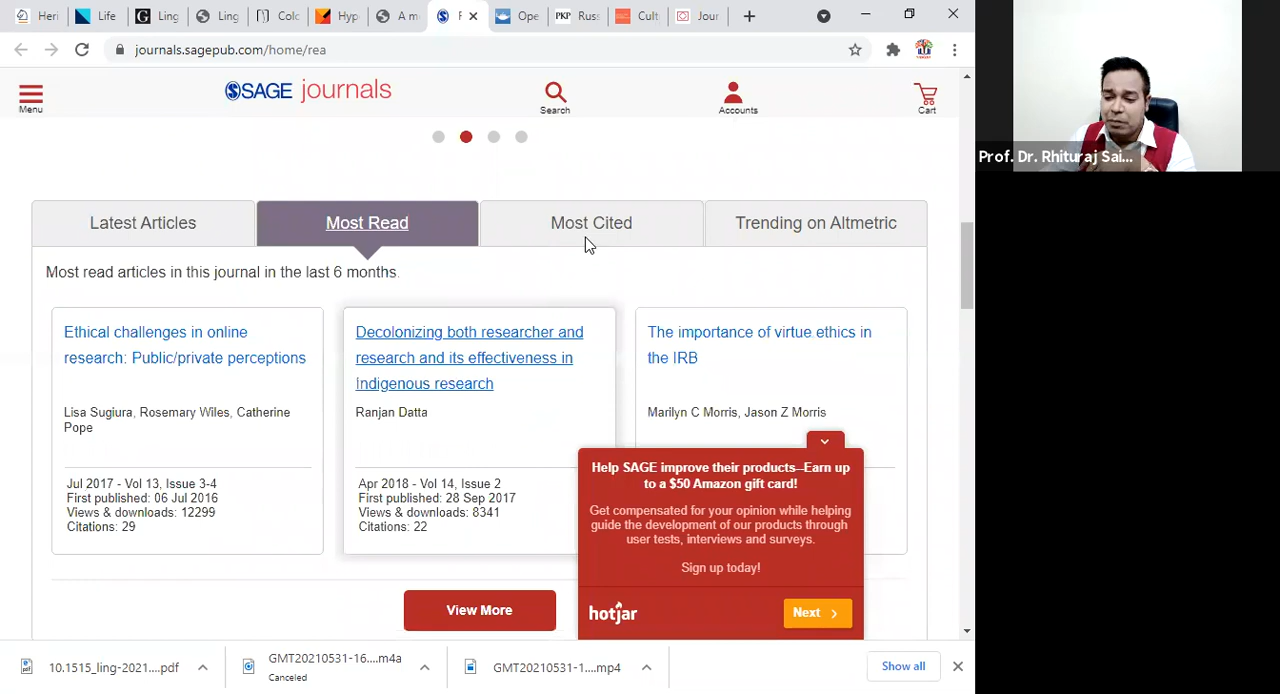 Heri
Life
Ling
Ling
Colo
Hype
A m
F
Ope
PKP Russ
Cult
Jour
journals.sagepub.com/home/rea
Menu
SAGE journals
Search
Accounts
Cart
Latest Articles
Most Read
Most Cited
Trending on Altmetric
Most read articles in this journal in the last 6 months.
Ethical challenges in online
research: Public/private perceptions
Lisa Sugiura, Rosemary Wiles, Catherine
Pope
Jul 2017 - Vol 13, Issue 3-4
First published: 06 Jul 2016
Views & downloads: 12299
Citations: 29
Decolonizing both researcher and
research and its effectiveness in
Indigenous research
Ranjan Datta
Apr 2018 - Vol 14, Issue 2
First published: 28 Sep 2017
Views & downloads: 8341
Citations: 22
The importance of virtue ethics in
the IRB
Marilyn C Morris, Jason Z Morris
Help SAGE improve their products—Earn up
to a $50 Amazon gift card!
Get compensated for your opinion while helping
guide the development of our products through
user tests, interviews and surveys.
Sign up today!
hotjar
Next
View More
10.1515_ling-2021....pdf
GMT20210531-16....m4a
Canceled
GMT20210531-1....mp4
Show all
Prof. Dr. Rhituraj Sai...